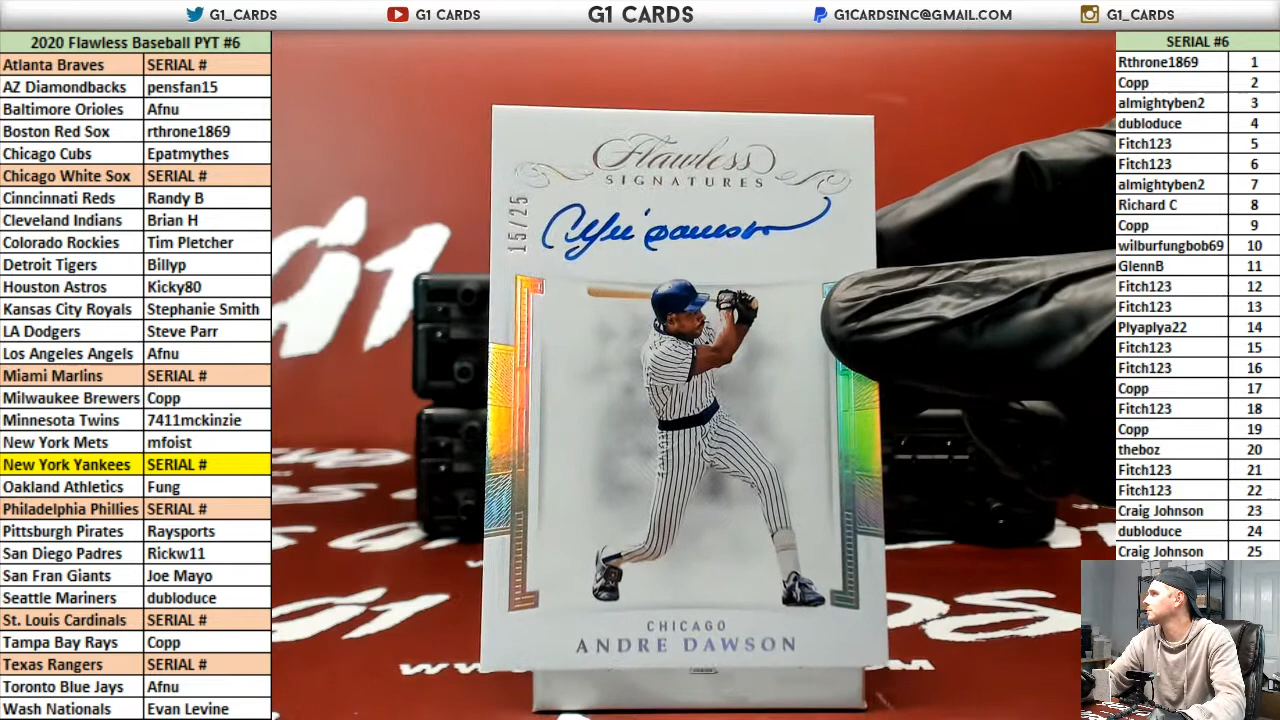 G1_CARDS
G1 CARDS
G1 CARDS
G1CARDSINC@GMAIL.COM
G1_CARDS
2020 Flawless Baseball PYT #6
Atlanta Braves SERIAL #
AZ Diamondbacks pensfan15
Baltimore Orioles Afnu
Boston Red Sox rthrone1869
Chicago Cubs Epatmythes
Chicago White Sox SERIAL #
Cinncinnati Reds Randy B
Cleveland Indians Brian H
Colorado Rockies Tim Pletcher
Detroit Tigers Billyp
Houston Astros Kicky80
Kansas City Royals Stephanie Smith
LA Dodgers Steve Parr
Los Angeles Angels Afnu
Miami Marlins SERIAL #
Milwaukee Brewers Copp
Minnesota Twins 7411mckinzie
New York Mets mfoist
New York Yankees SERIAL #
Oakland Athletics Fung
Philadelphia Phillies SERIAL #
Pittsburgh Pirates Raysports
San Diego Padres Rickw11
San Fran Giants Joe Mayo
Seattle Mariners dubloduce
St. Louis Cardinals SERIAL #
Tampa Bay Rays Copp
Texas Rangers SERIAL #
Toronto Blue Jays Afnu
Wash Nationals Evan Levine
Flawless
SIGNATURES
15/25
Andre Dawson
CHICAGO
ANDRE DAWSON
SERIAL #6
Rthrone1869 1
Copp 2
almightyben2 3
dubloduce 4
Fitch123 5
Fitch123 6
almightyben2 7
Richard C 8
Copp 9
wilburfungbob69 10
GlennB 11
Fitch123 12
Fitch123 13
Plyaplya22 14
Fitch123 15
Fitch123 16
Copp 17
Fitch123 18
Copp 19
theboz 20
Fitch123 21
Fitch123 22
Craig Johnson 23
dubloduce 24
Craig Johnson 25